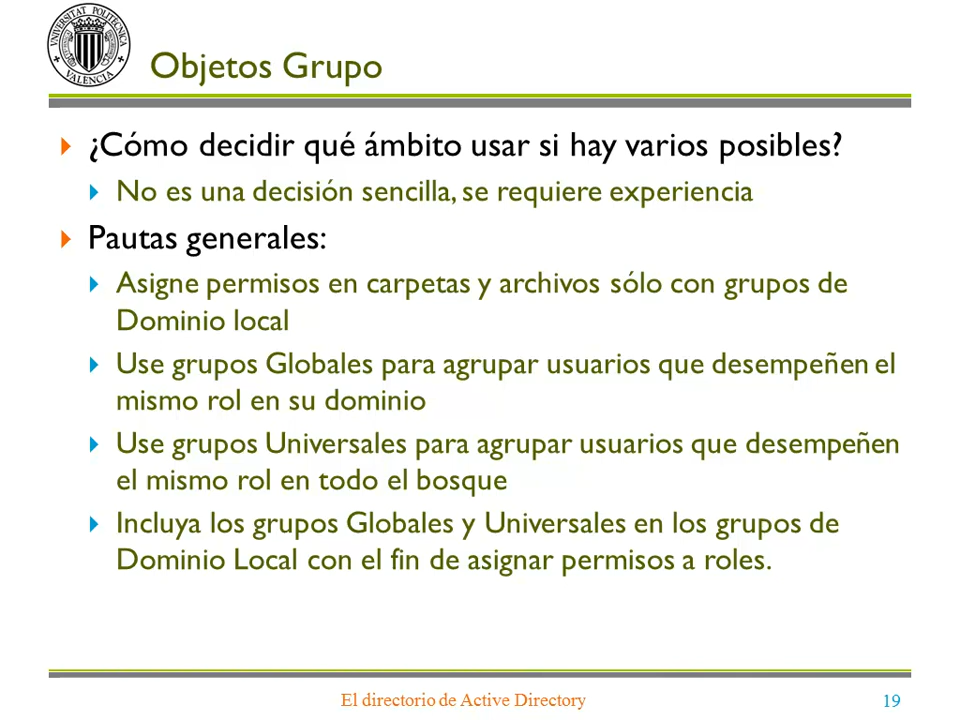 UNIVERSITAT POLITECNICA
VALENCIA
Objetos Grupo
¿Cómo decidir qué ámbito usar si hay varios posibles?
No es una decisión sencilla, se requiere experiencia
Pautas generales:
Asigne permisos en carpetas y archivos sólo con grupos de
Dominio local
Use grupos Globales para agrupar usuarios que desempeñen el
mismo rol en su dominio
Use grupos Universales para agrupar usuarios que desempeñen
el mismo rol en todo el bosque
Incluya los grupos Globales y Universales en los grupos de
Dominio Local con el fin de asignar permisos a roles.
El directorio de Active Directory
19